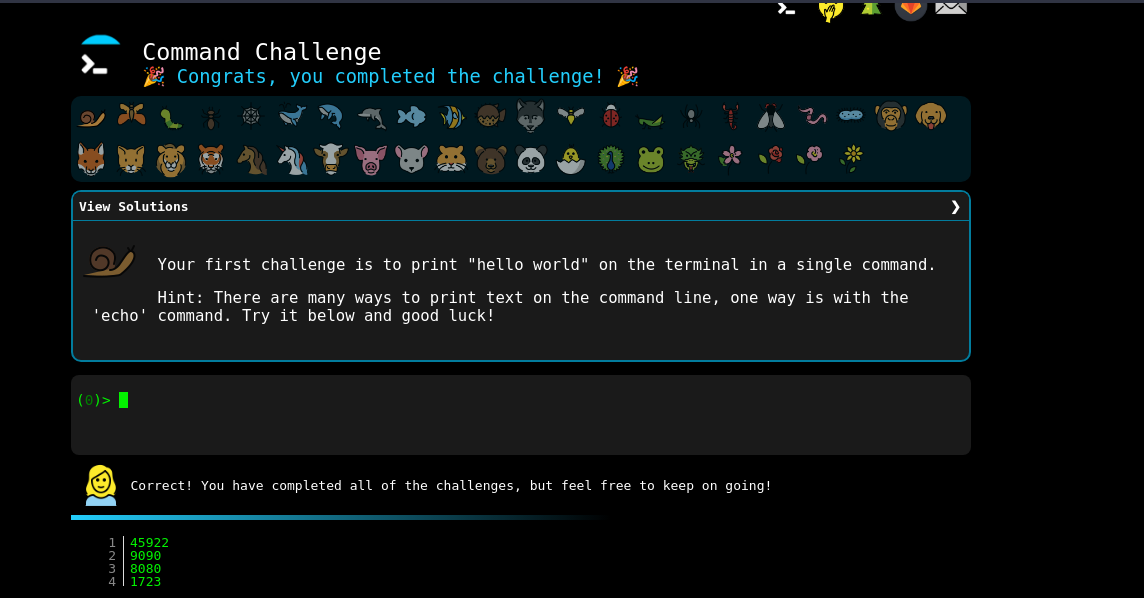 Command Challenge
🎉 Congrats, you completed the challenge! 🎉
View Solutions ❯
Your first challenge is to print "hello world" on the terminal in a single command.
Hint: There are many ways to print text on the command line, one way is with the
'echo' command. Try it below and good luck!
(0)>
Correct! You have completed all of the challenges, but feel free to keep on going!
1 45922
2 9090
3 8080
4 1723